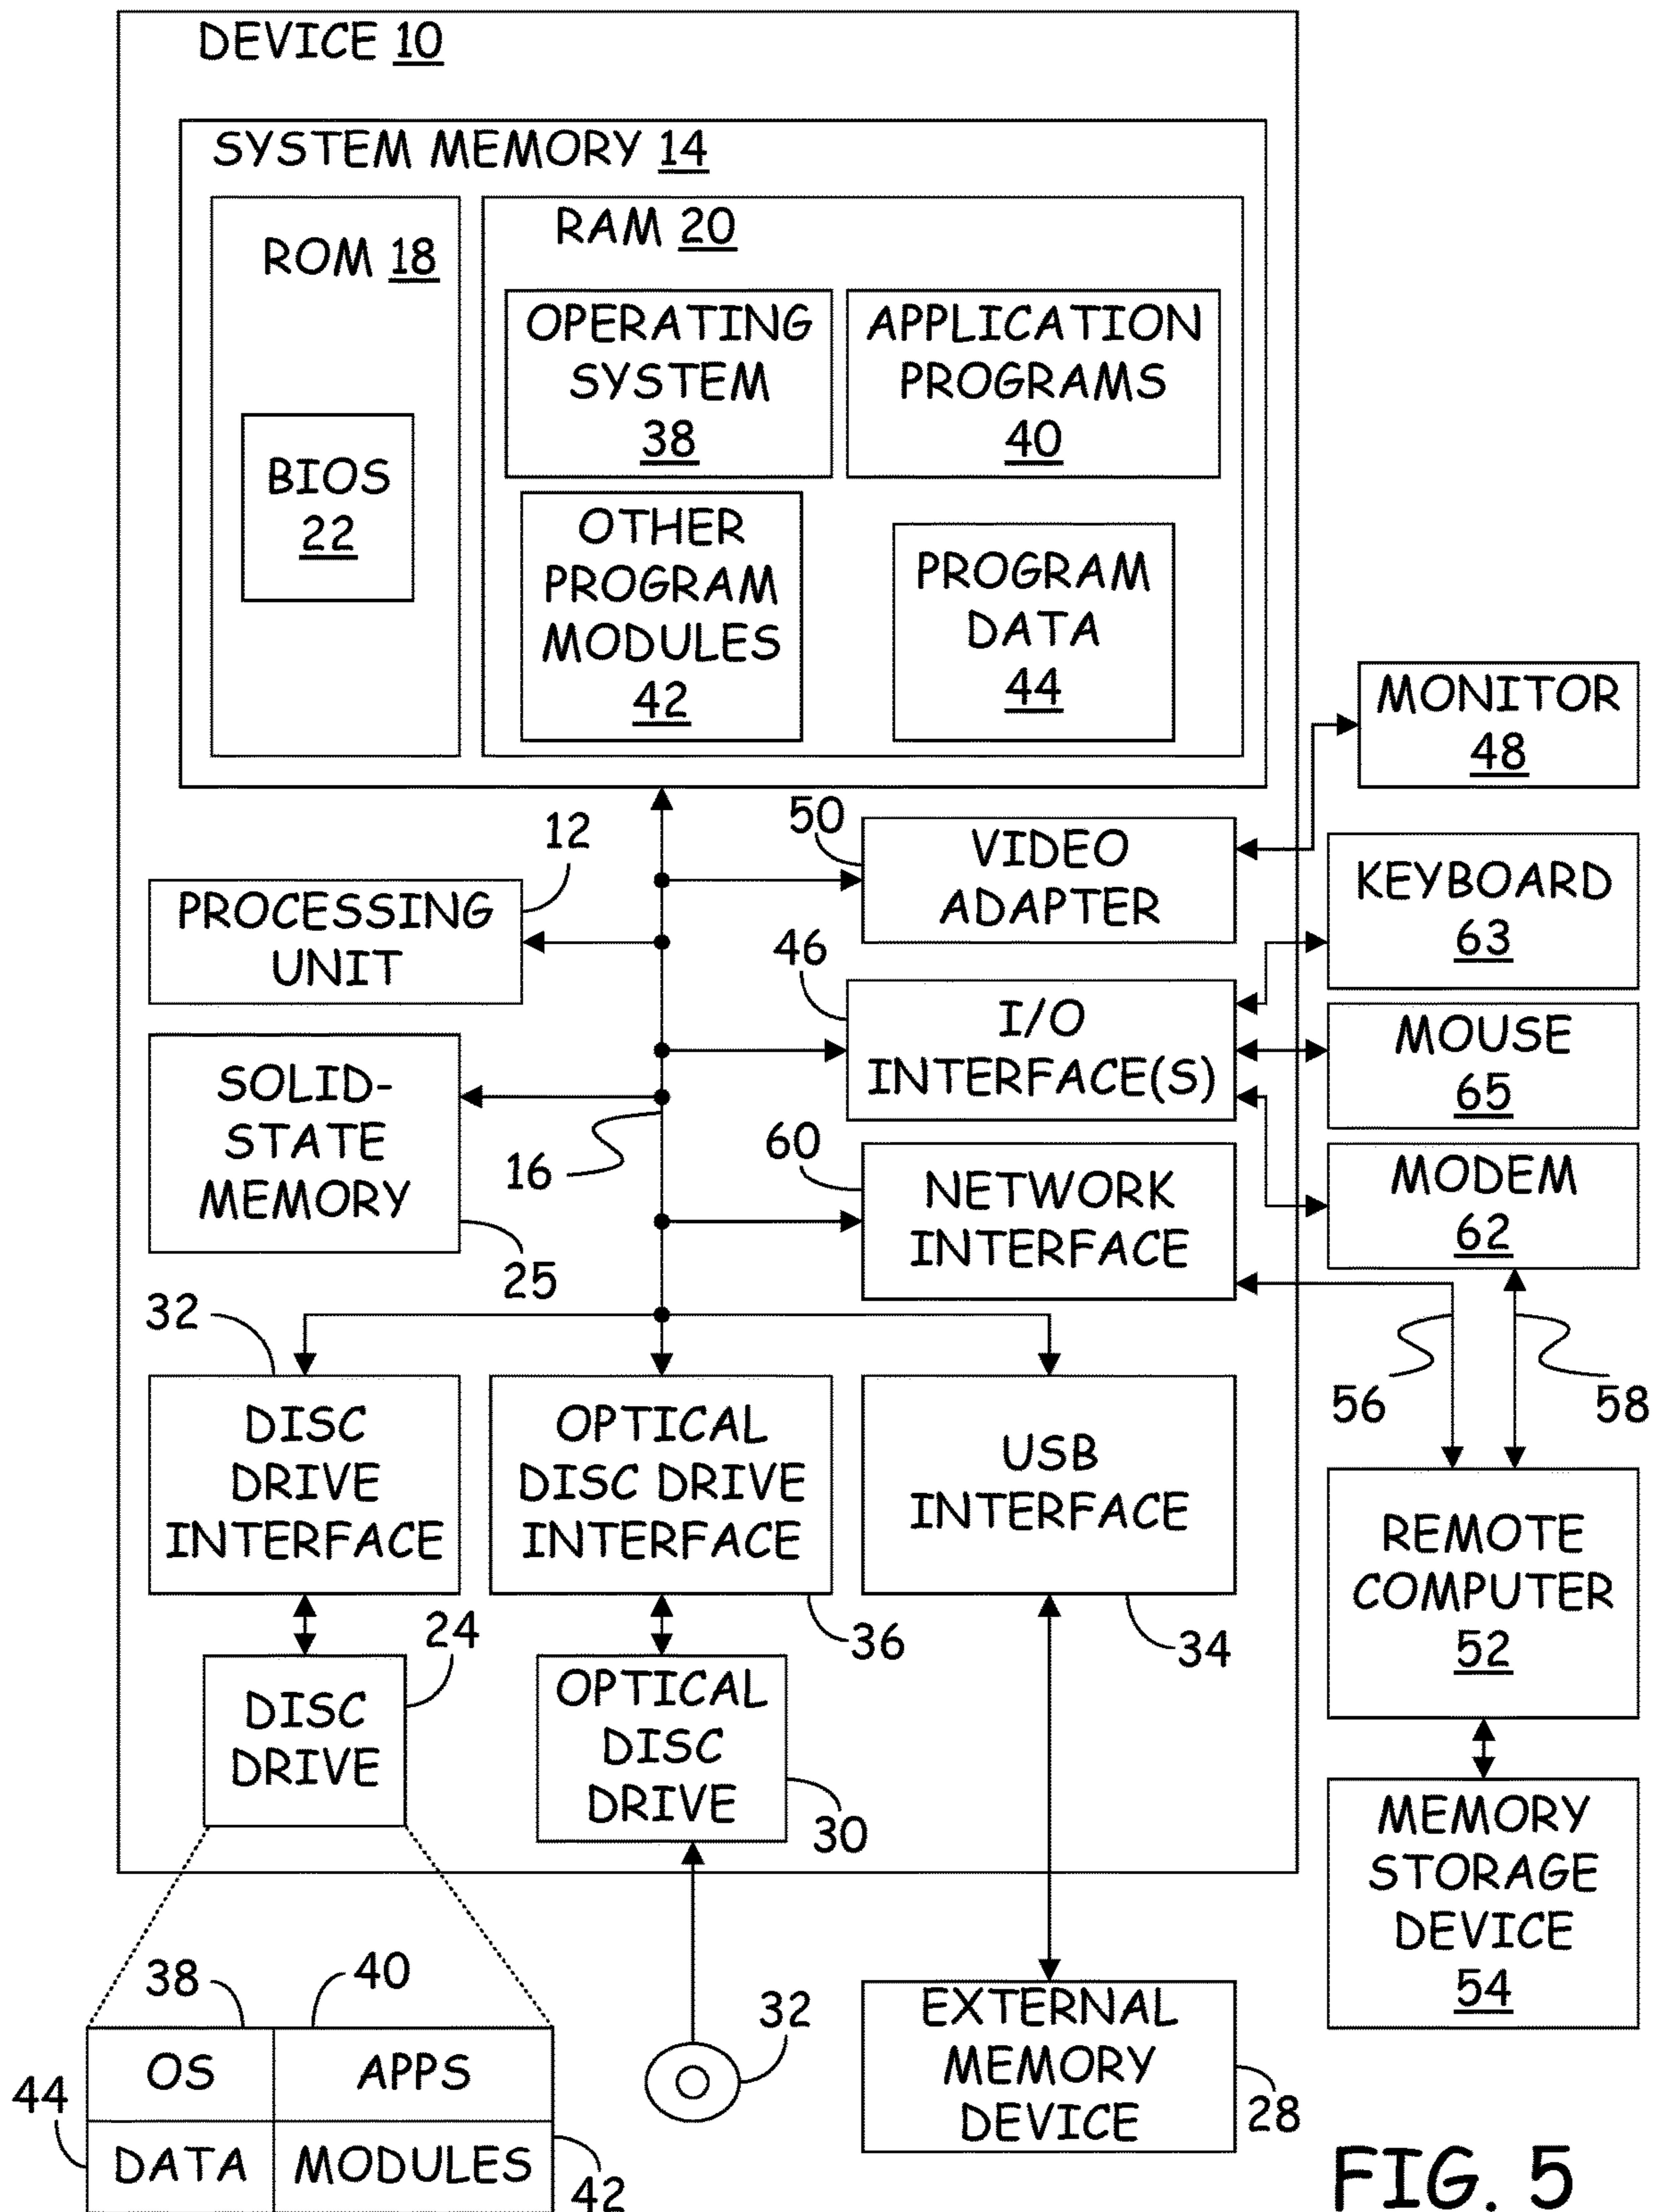 DEVICE 10
SYSTEM MEMORY 14
ROM 18
BIOS
22
RAM 20
OPERATING
SYSTEM
38
APPLICATION
PROGRAMS
40
OTHER
PROGRAM
MODULES
42
PROGRAM
DATA
44
MONITOR
48
12
PROCESSING
UNIT
50
VIDEO
ADAPTER
KEYBOARD
63
46
I/O
INTERFACE(S)
MOUSE
65
SOLID-
STATE
MEMORY
25
16
60
NETWORK
INTERFACE
MODEM
62
56
58
32
DISC
DRIVE
INTERFACE
OPTICAL
DISC DRIVE
INTERFACE
36
USB
INTERFACE
34
REMOTE
COMPUTER
52
24
DISC
DRIVE
OPTICAL
DISC
DRIVE
30
MEMORY
STORAGE
DEVICE
54
38
40
OS
APPS
44
DATA
MODULES
42
32
EXTERNAL
MEMORY
DEVICE
28
FIG. 5